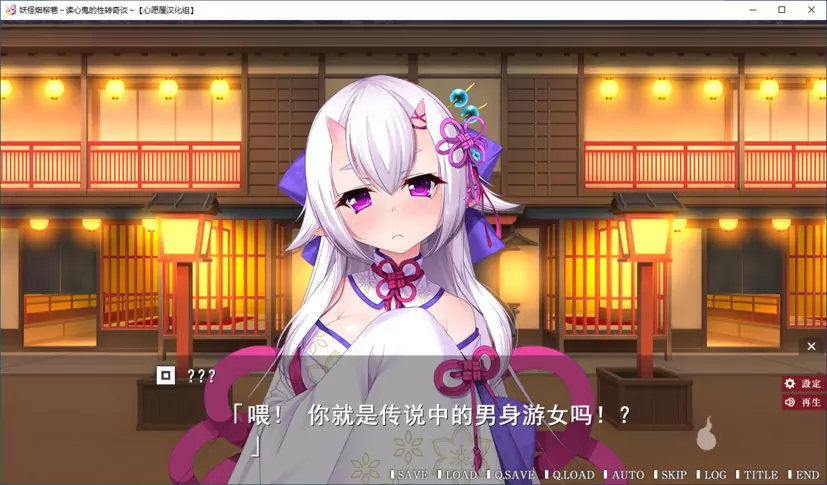 妖怪烟柳巷～读心鬼的性转奇谈～【心愿屋汉化组】
???
「喂！ 你就是传说中的男身游女吗！？
」
設定
再生
SAVE LOAD Q.SAVE Q.LOAD AUTO SKIP LOG TITLE END